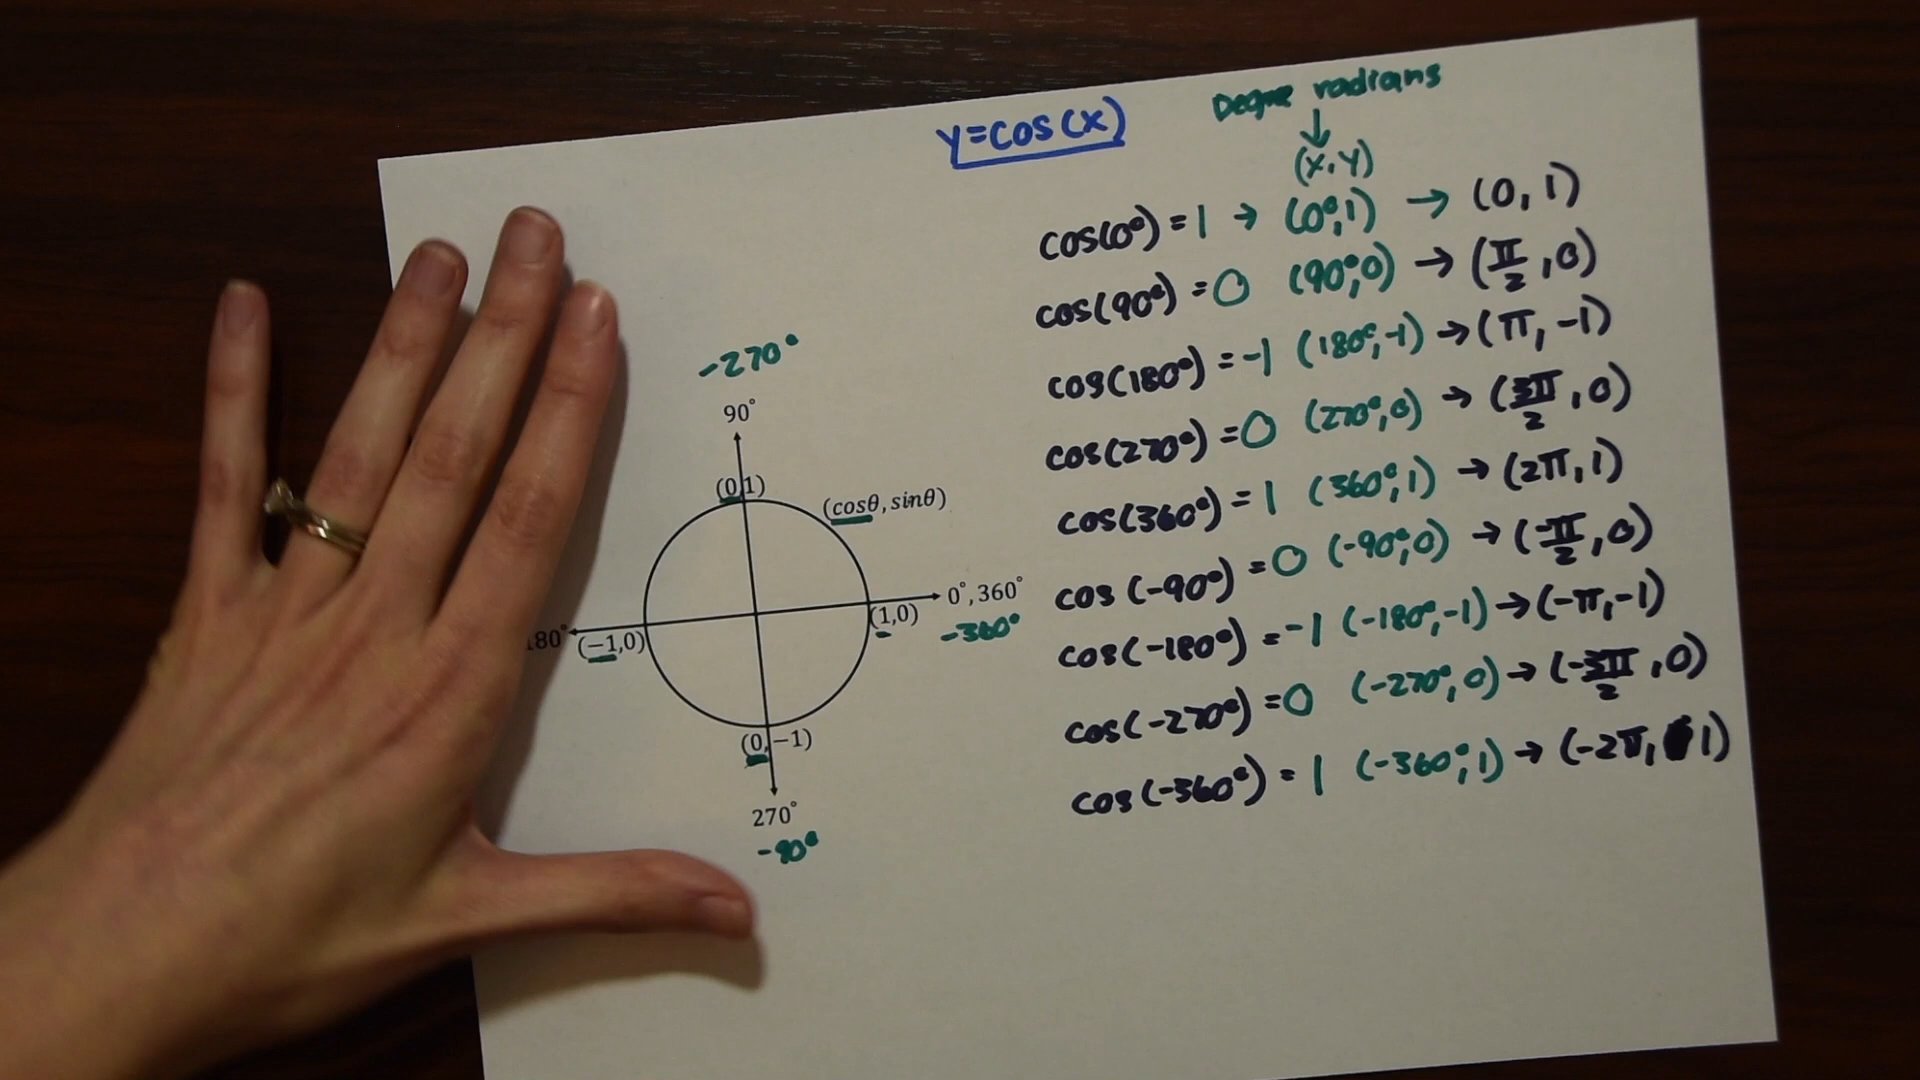 y=cos(x)
Degree radians
↓
(x,y)
cos(0°)=1 → (0°,1) → (0,1)
cos(90°)=0 (90°,0) → (π/2,0)
cos(180°)=-1 (180°,-1) → (π,-1)
cos(270°)=0 (270°,0) → (3π/2,0)
cos(360°)=1 (360°,1) → (2π,1)
cos(-90°)=0 (-90°,0) → (-π/2,0)
cos(-180°)=-1 (-180°,-1) → (-π,-1)
cos(-270°)=0 (-270°,0) → (-3π/2,0)
cos(-360°)=1 (-360°,1) → (-2π,1)
-270°
90°
(0,1)
(cosθ,sinθ)
0°,360°
(1,0)
-360°
180°
(−1,0)
(0,−1)
270°
-90°